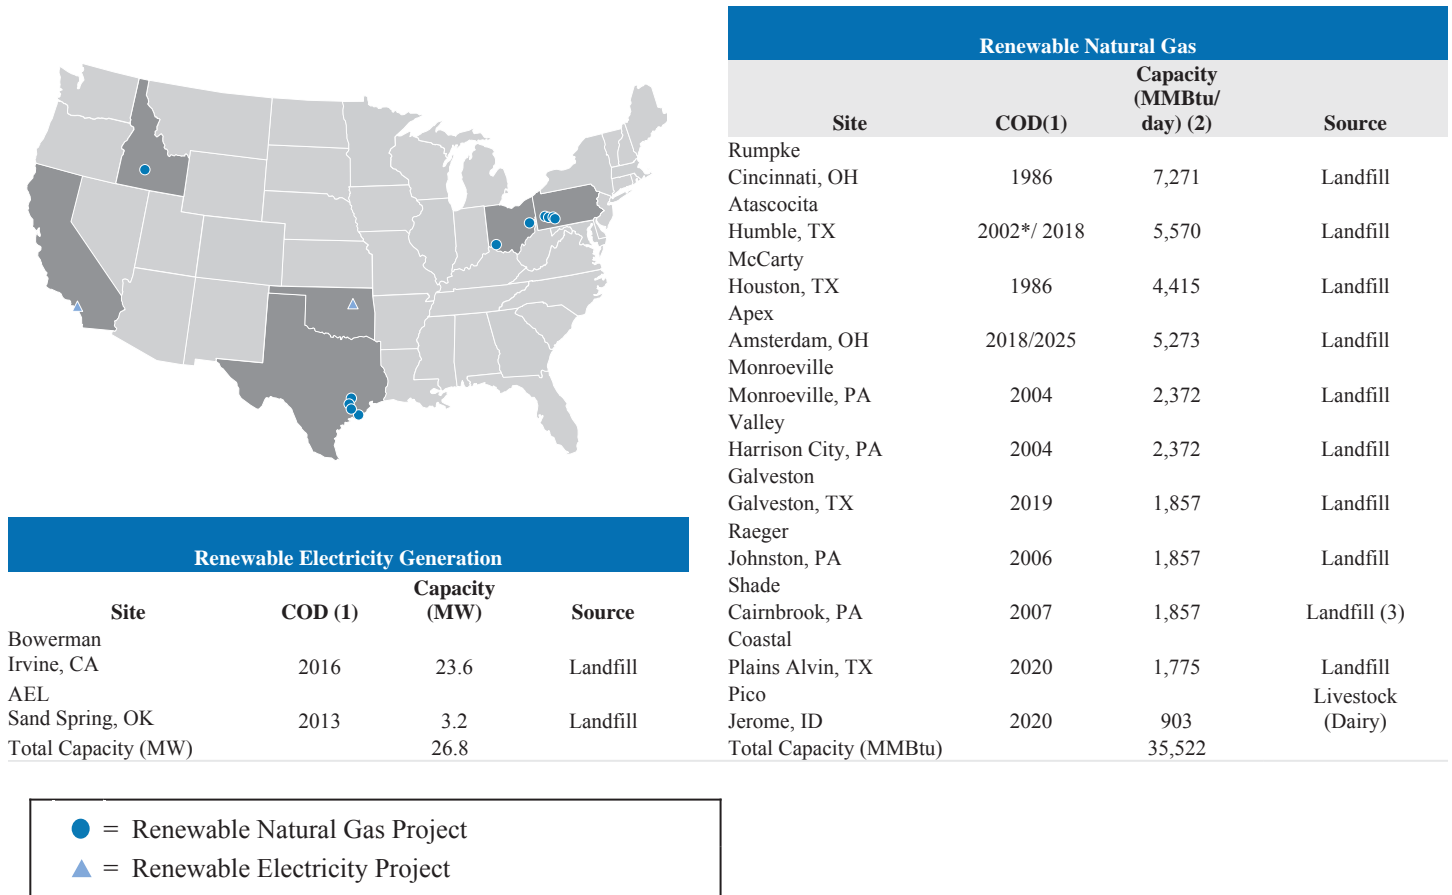 Renewable Natural Gas
Capacity
(MMBtu/
Site COD(1) day) (2) Source
Rumpke
Cincinnati, OH 1986 7,271 Landfill
Atascocita
Humble, TX 2002*/ 2018 5,570 Landfill
McCarty
Houston, TX 1986 4,415 Landfill
Apex
Amsterdam, OH 2018/2025 5,273 Landfill
Monroeville
Monroeville, PA 2004 2,372 Landfill
Valley
Harrison City, PA 2004 2,372 Landfill
Galveston
Galveston, TX 2019 1,857 Landfill
Raeger
Johnston, PA 2006 1,857 Landfill
Shade
Cairnbrook, PA 2007 1,857 Landfill (3)
Coastal
Plains Alvin, TX 2020 1,775 Landfill
Pico Livestock
Jerome, ID 2020 903 (Dairy)
Total Capacity (MMBtu) 35,522
Renewable Electricity Generation
Capacity
Site COD (1) (MW) Source
Bowerman
Irvine, CA 2016 23.6 Landfill
AEL
Sand Spring, OK 2013 3.2 Landfill
Total Capacity (MW) 26.8
= Renewable Natural Gas Project
= Renewable Electricity Project